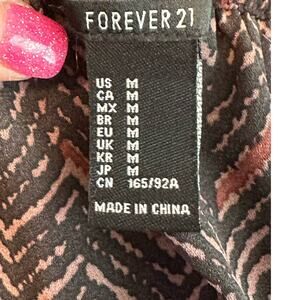 FOREVER 21
US M
CA M
MX M
BR M
EU M
UK M
KR M
JP M
CN 165/92A
MADE IN CHINA